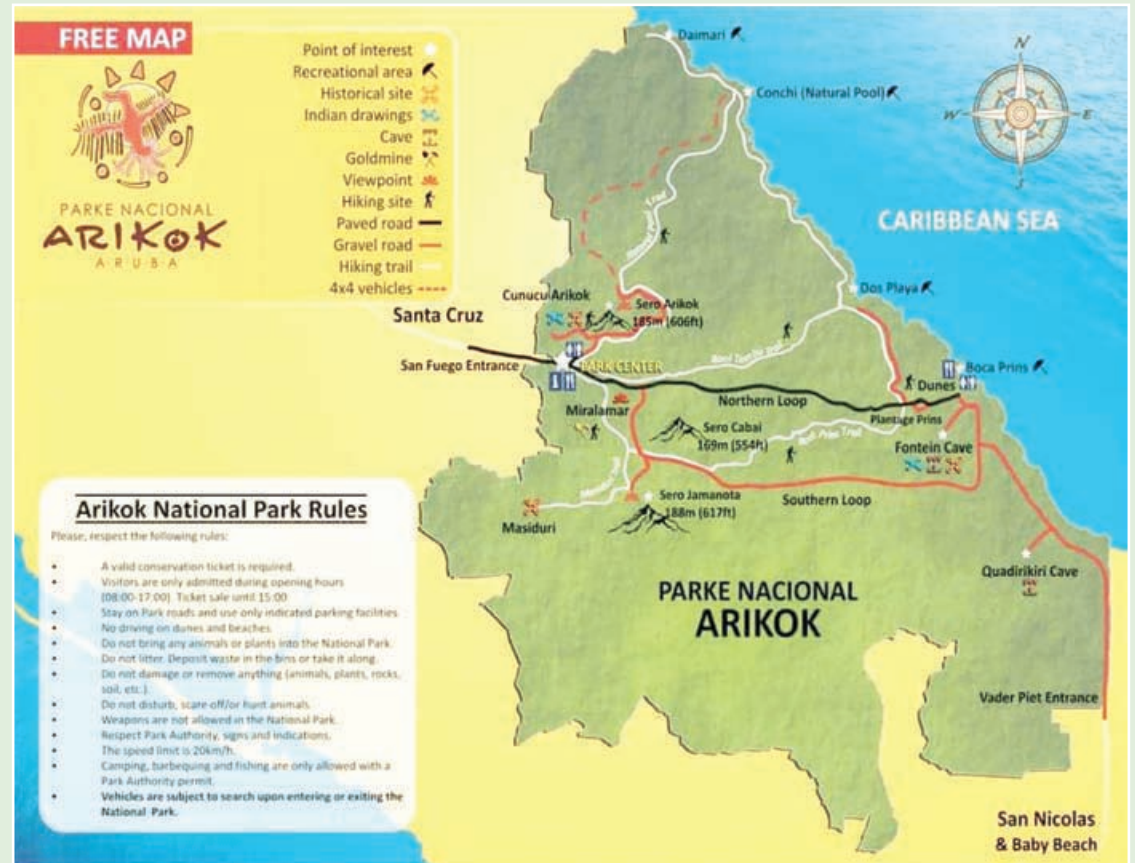 FREE MAP
PARKE NACIONAL
ARIKOK
ARUBA
Point of interest
Recreational area
Historical site
Indian drawings
Cave
Goldmine
Viewpoint
Hiking site
Paved road
Gravel road
Hiking trail
4x4 vehicles
Daimari
Conchi (Natural Pool)
N
W
E
S
CARIBBEAN SEA
Natural Pool Trail
Dos Playa
Cunucu Arikok
Sero Arikok
185m (606ft)
Santa Cruz
San Fuego Entrance
PARK CENTER
Boca Prins
Dunes
Miralamar
Northern Loop
Plantage Prins
Sero Cabai
169m (554ft)
Fontein Cave
Masiduri
Sero Jamanota
188m (617ft)
Southern Loop
Quadirikiri Cave
PARKE NACIONAL
ARIKOK
Vader Piet Entrance
San Nicolas
& Baby Beach
Arikok National Park Rules
Please, respect the following rules:
• A valid conservation ticket is required.
• Visitors are only admitted during opening hours
(08:00-17:00). Ticket sale until 15:00
• Stay on Park roads and use only indicated parking facilities
• No driving on dunes and beaches.
• Do not bring any animals or plants into the National Park.
• Do not litter. Deposit waste in the bins or take it along.
• Do not damage or remove anything (animals, plants, rocks,
soil, etc.).
• Do not disturb, scare off/or hunt animals.
• Weapons are not allowed in the National Park.
• Respect Park Authority, signs and indications.
• The speed limit is 20km/h.
• Camping, barbequing and fishing are only allowed with a
Park Authority permit.
• Vehicles are subject to search upon entering or exiting the
National Park.